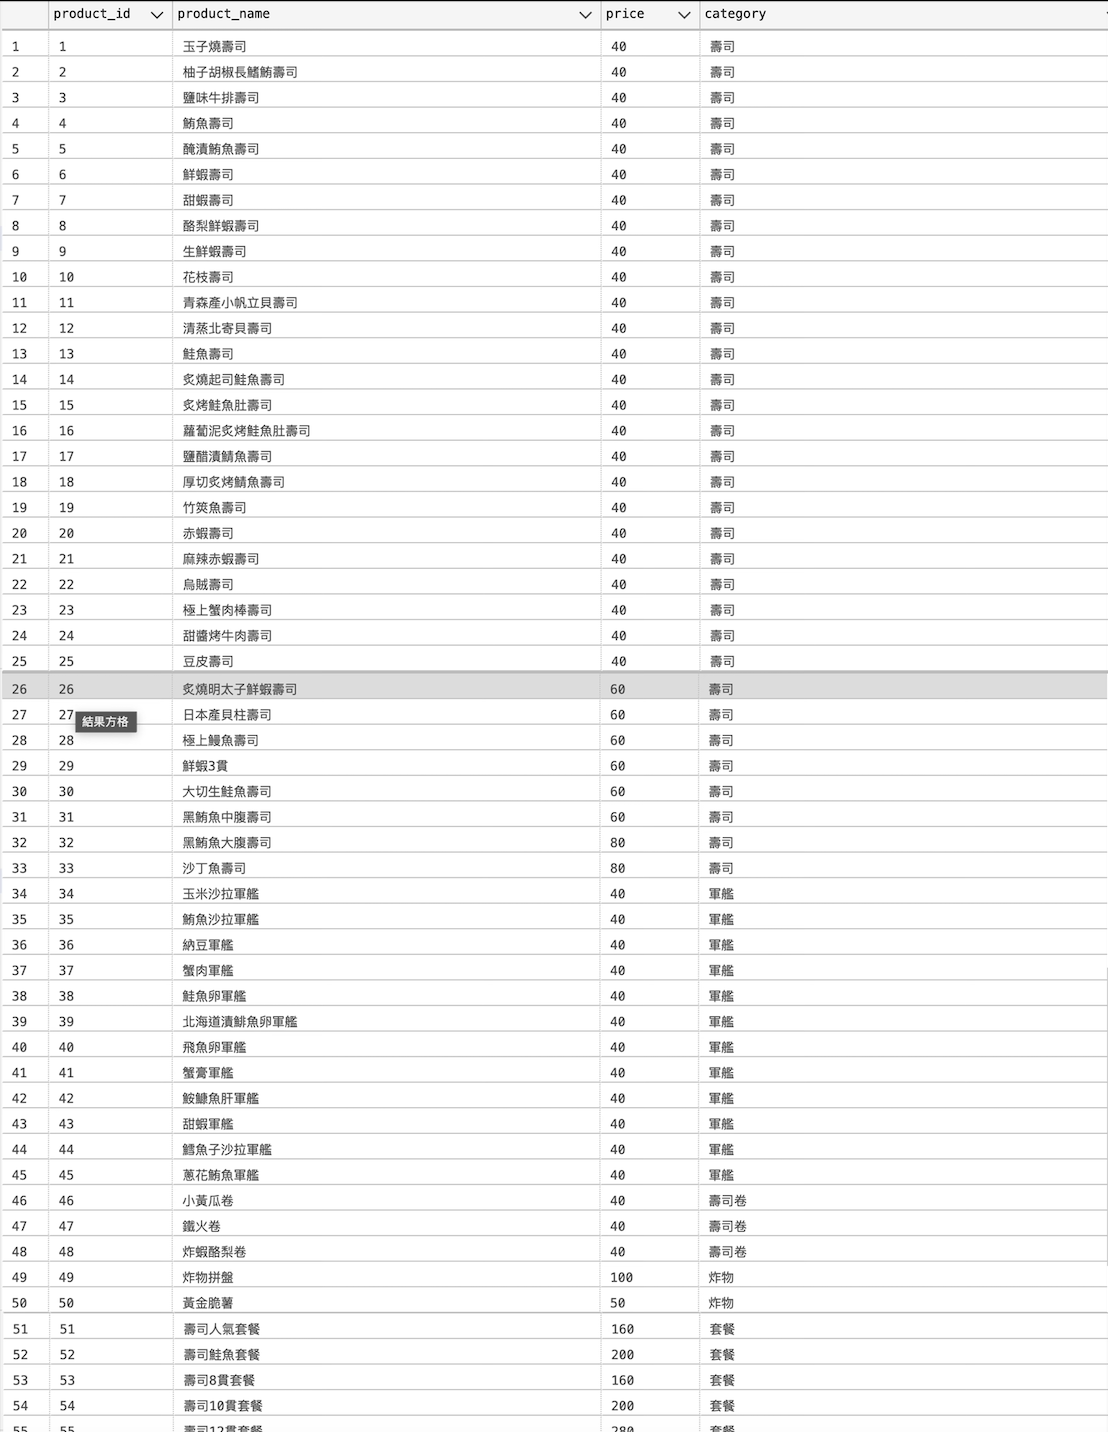 product_id product_name price category
1 1 玉子燒壽司 40 壽司
2 2 柚子胡椒長鰭鮪壽司 40 壽司
3 3 鹽味牛排壽司 40 壽司
4 4 鮪魚壽司 40 壽司
5 5 醃漬鮪魚壽司 40 壽司
6 6 鮮蝦壽司 40 壽司
7 7 甜蝦壽司 40 壽司
8 8 酪梨鮮蝦壽司 40 壽司
9 9 生鮮蝦壽司 40 壽司
10 10 花枝壽司 40 壽司
11 11 青森產小帆立貝壽司 40 壽司
12 12 清蒸北寄貝壽司 40 壽司
13 13 鮭魚壽司 40 壽司
14 14 炙燒起司鮭魚壽司 40 壽司
15 15 炙烤鮭魚肚壽司 40 壽司
16 16 蘿蔔泥炙烤鮭魚肚壽司 40 壽司
17 17 鹽醋漬鯖魚壽司 40 壽司
18 18 厚切炙烤鯖魚壽司 40 壽司
19 19 竹筴魚壽司 40 壽司
20 20 赤蝦壽司 40 壽司
21 21 麻辣赤蝦壽司 40 壽司
22 22 烏賊壽司 40 壽司
23 23 極上蟹肉棒壽司 40 壽司
24 24 甜醬烤牛肉壽司 40 壽司
25 25 豆皮壽司 40 壽司
26 26 炙燒明太子鮮蝦壽司 60 壽司
27 27 日本產貝柱壽司 60 壽司
結果方格
28 28 極上鰻魚壽司 60 壽司
29 29 鮮蝦3貫 60 壽司
30 30 大切生鮭魚壽司 60 壽司
31 31 黑鮪魚中腹壽司 60 壽司
32 32 黑鮪魚大腹壽司 80 壽司
33 33 沙丁魚壽司 80 壽司
34 34 玉米沙拉軍艦 40 軍艦
35 35 鮪魚沙拉軍艦 40 軍艦
36 36 納豆軍艦 40 軍艦
37 37 蟹肉軍艦 40 軍艦
38 38 鮭魚卵軍艦 40 軍艦
39 39 北海道漬鯡魚卵軍艦 40 軍艦
40 40 飛魚卵軍艦 40 軍艦
41 41 蟹膏軍艦 40 軍艦
42 42 鮟鱇魚肝軍艦 40 軍艦
43 43 甜蝦軍艦 40 軍艦
44 44 鱈魚子沙拉軍艦 40 軍艦
45 45 蔥花鮪魚軍艦 40 軍艦
46 46 小黃瓜卷 40 壽司卷
47 47 鐵火卷 40 壽司卷
48 48 炸蝦酪梨卷 40 壽司卷
49 49 炸物拼盤 100 炸物
50 50 黃金脆薯 50 炸物
51 51 壽司人氣套餐 160 套餐
52 52 壽司鮭魚套餐 200 套餐
53 53 壽司8貫套餐 160 套餐
54 54 壽司10貫套餐 200 套餐
55 55 壽司12貫套餐 280 套餐